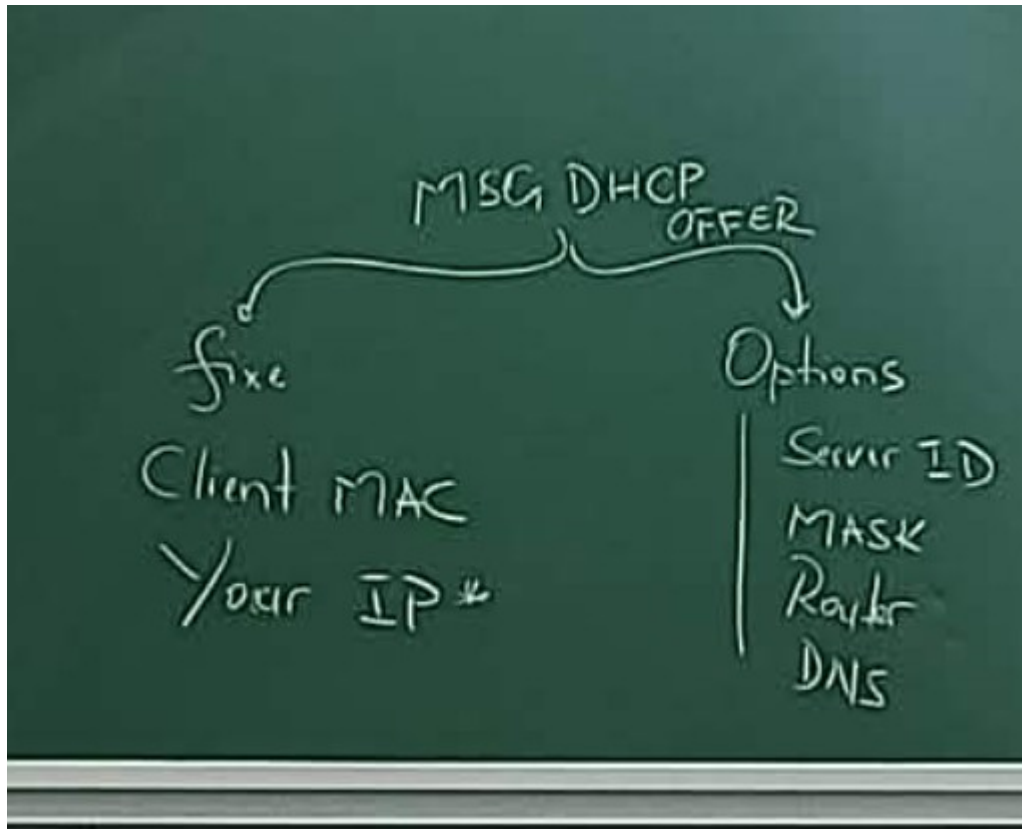 MSG DHCP
OFFER
fixe
Client MAC
Your IP*
Options
Server ID
MASK
Router
DNS